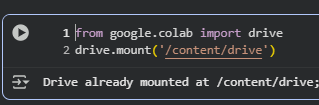 1 from google.colab import drive
2 drive.mount('/content/drive')
Drive already mounted at /content/drive;